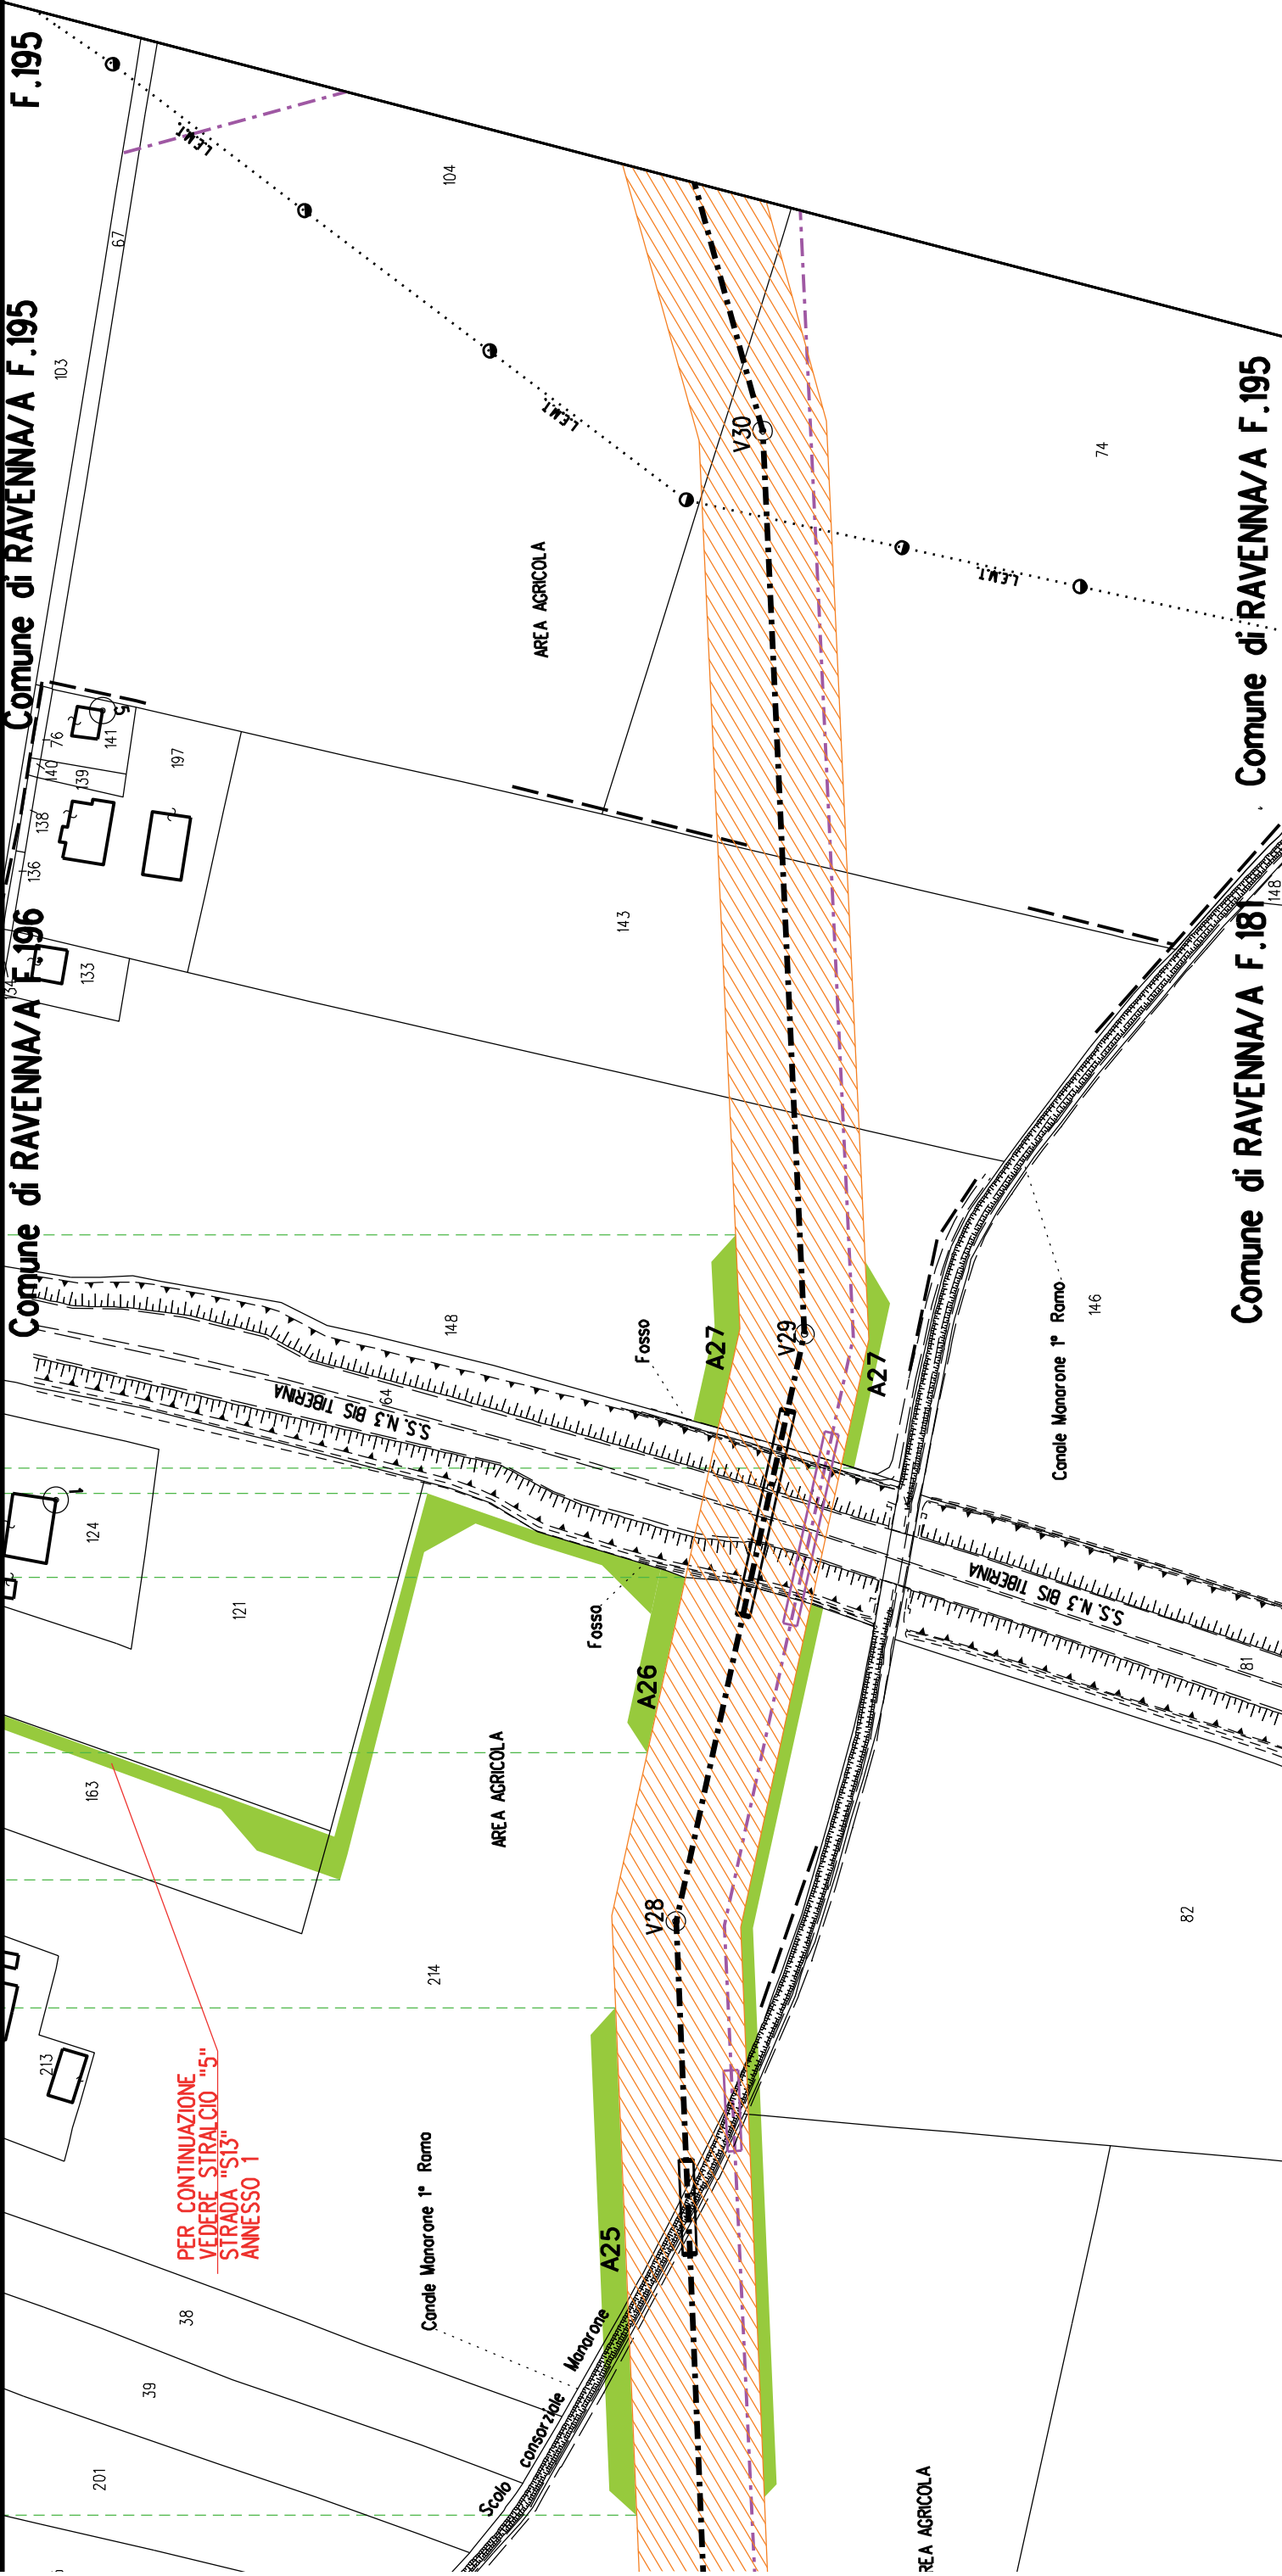 F.195
Comune di RAVENNA/A F.195
Comune di RAVENNA/A F.196
Comune di RAVENNA/A F.195
Comune di RAVENNA/A F.181
L.E.M.T.
L.E.M.T.
L.E.M.T.
104
67
103
74
V30
AREA AGRICOLA
5
76
141
140
139
197
138
136
143
133
134
148
148
146
Canale Manarone 1° Ramo
Fosso
A27
V29
A27
S.S. N.3 BIS TIBERINA
64
1
124
121
Fosso
A26
S.S. N.3 BIS TIBERINA
81
163
AREA AGRICOLA
V28
82
214
213
PER CONTINUAZIONE
VEDERE STRALCIO "5"
STRADA "S13"
ANNESSO 1
Canale Manarone 1° Ramo
A25
Scolo consorziale Manarone
38
39
201
REA AGRICOLA